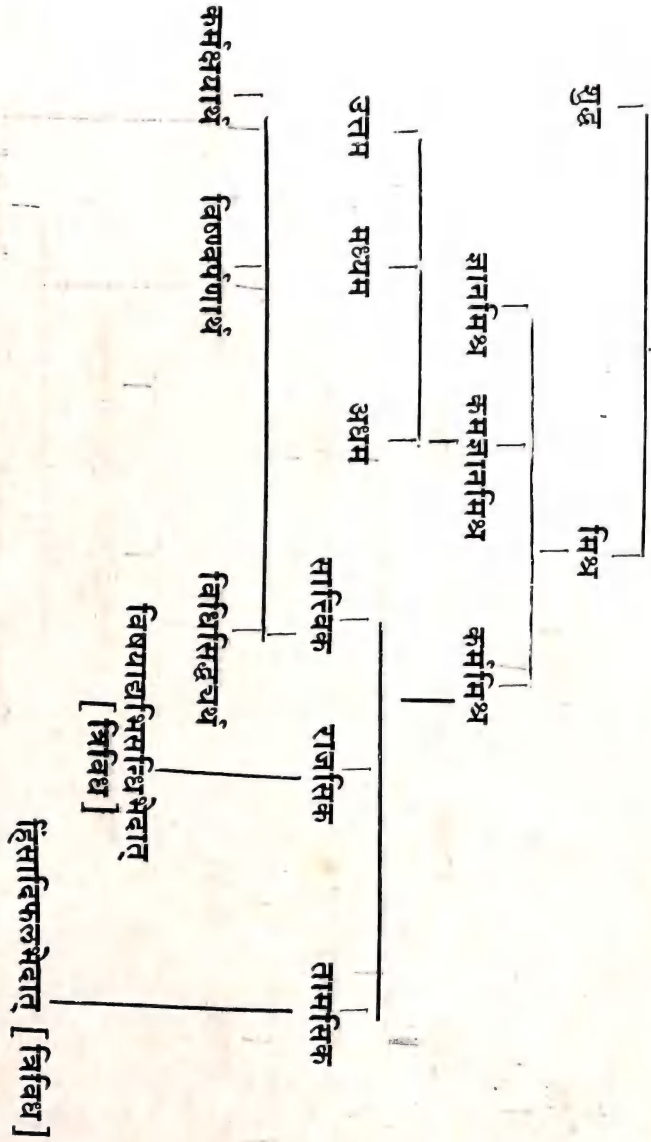 शुद्ध मिश्र
ज्ञानमिश्र कर्मज्ञानमिश्र कर्ममिश्र
उत्तम मध्यम अधम सात्त्विक राजसिक तामसिक
कर्मक्षयार्थं विष्ण्वर्पणार्थं विधिसिद्ध्यर्थं
विषयाद्यभिसन्धिभेदात्
[ त्रिविध ]
हिंसादिफलभेदात् [ त्रिविध ]